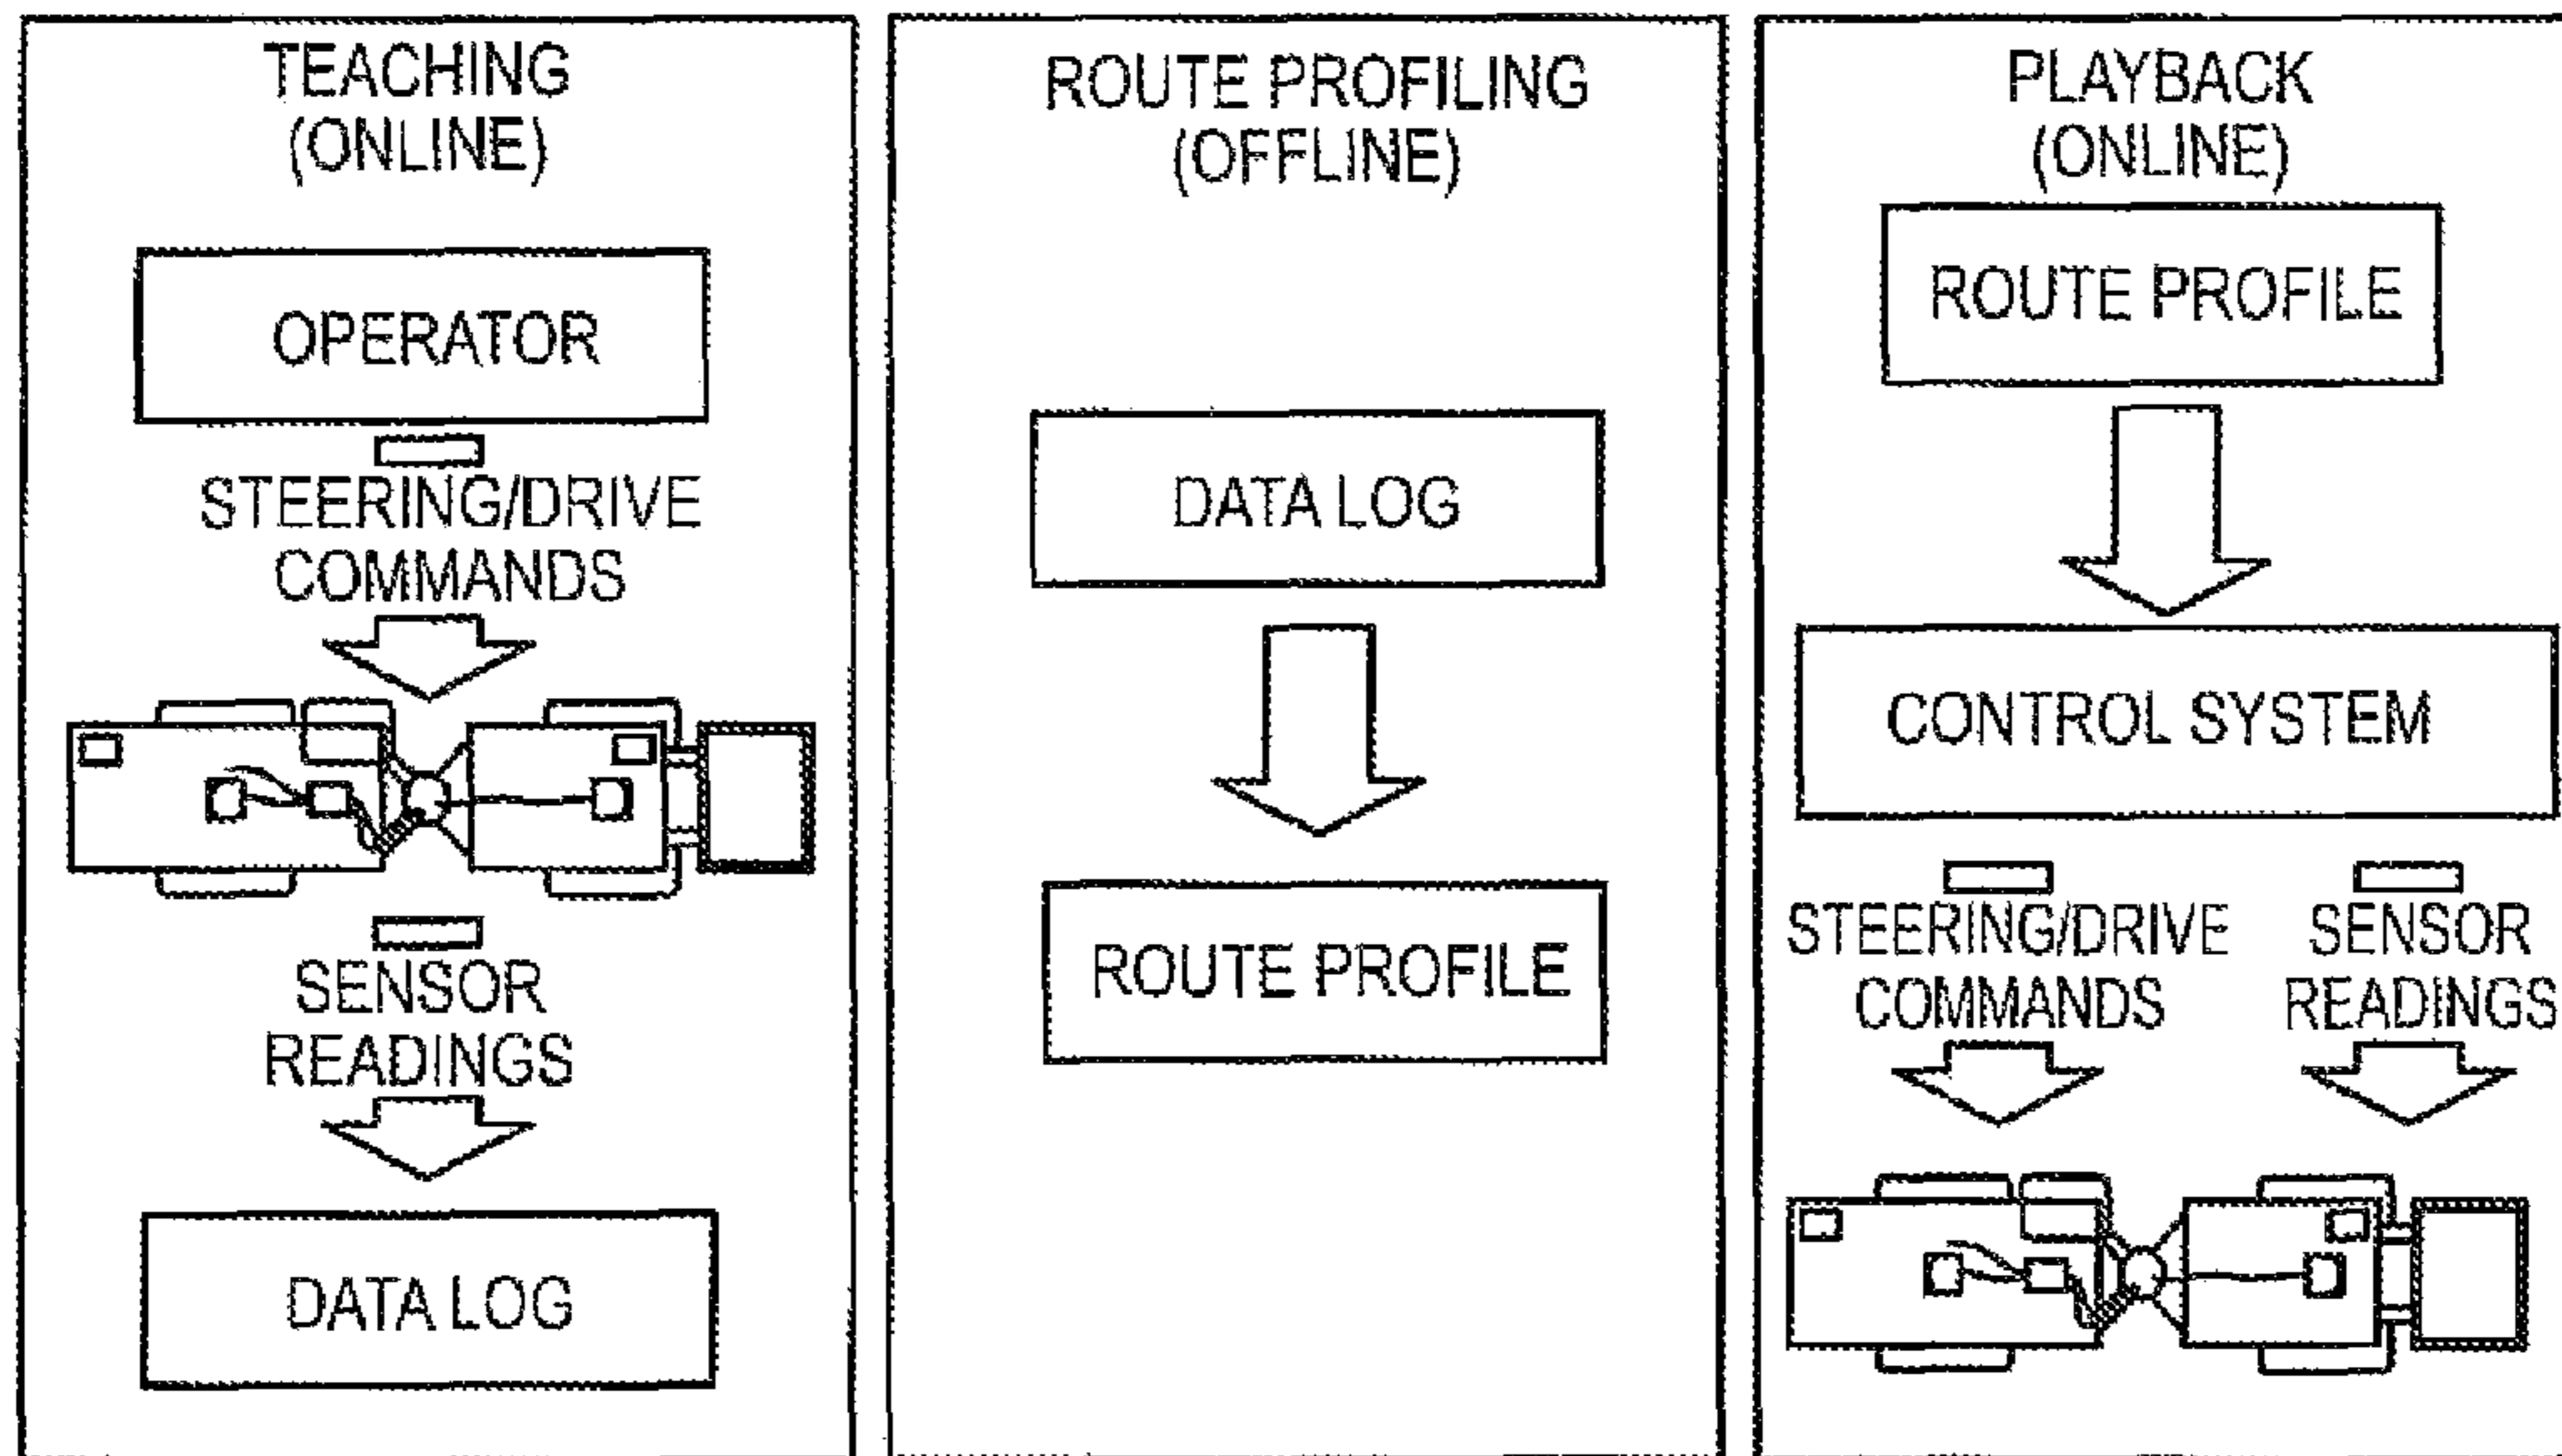 TEACHING
(ONLINE)
OPERATOR
STEERING/DRIVE
COMMANDS
SENSOR
READINGS
DATA LOG
ROUTE PROFILING
(OFFLINE)
DATA LOG
ROUTE PROFILE
PLAYBACK
(ONLINE)
ROUTE PROFILE
CONTROL SYSTEM
STEERING/DRIVE
COMMANDS
SENSOR
READINGS